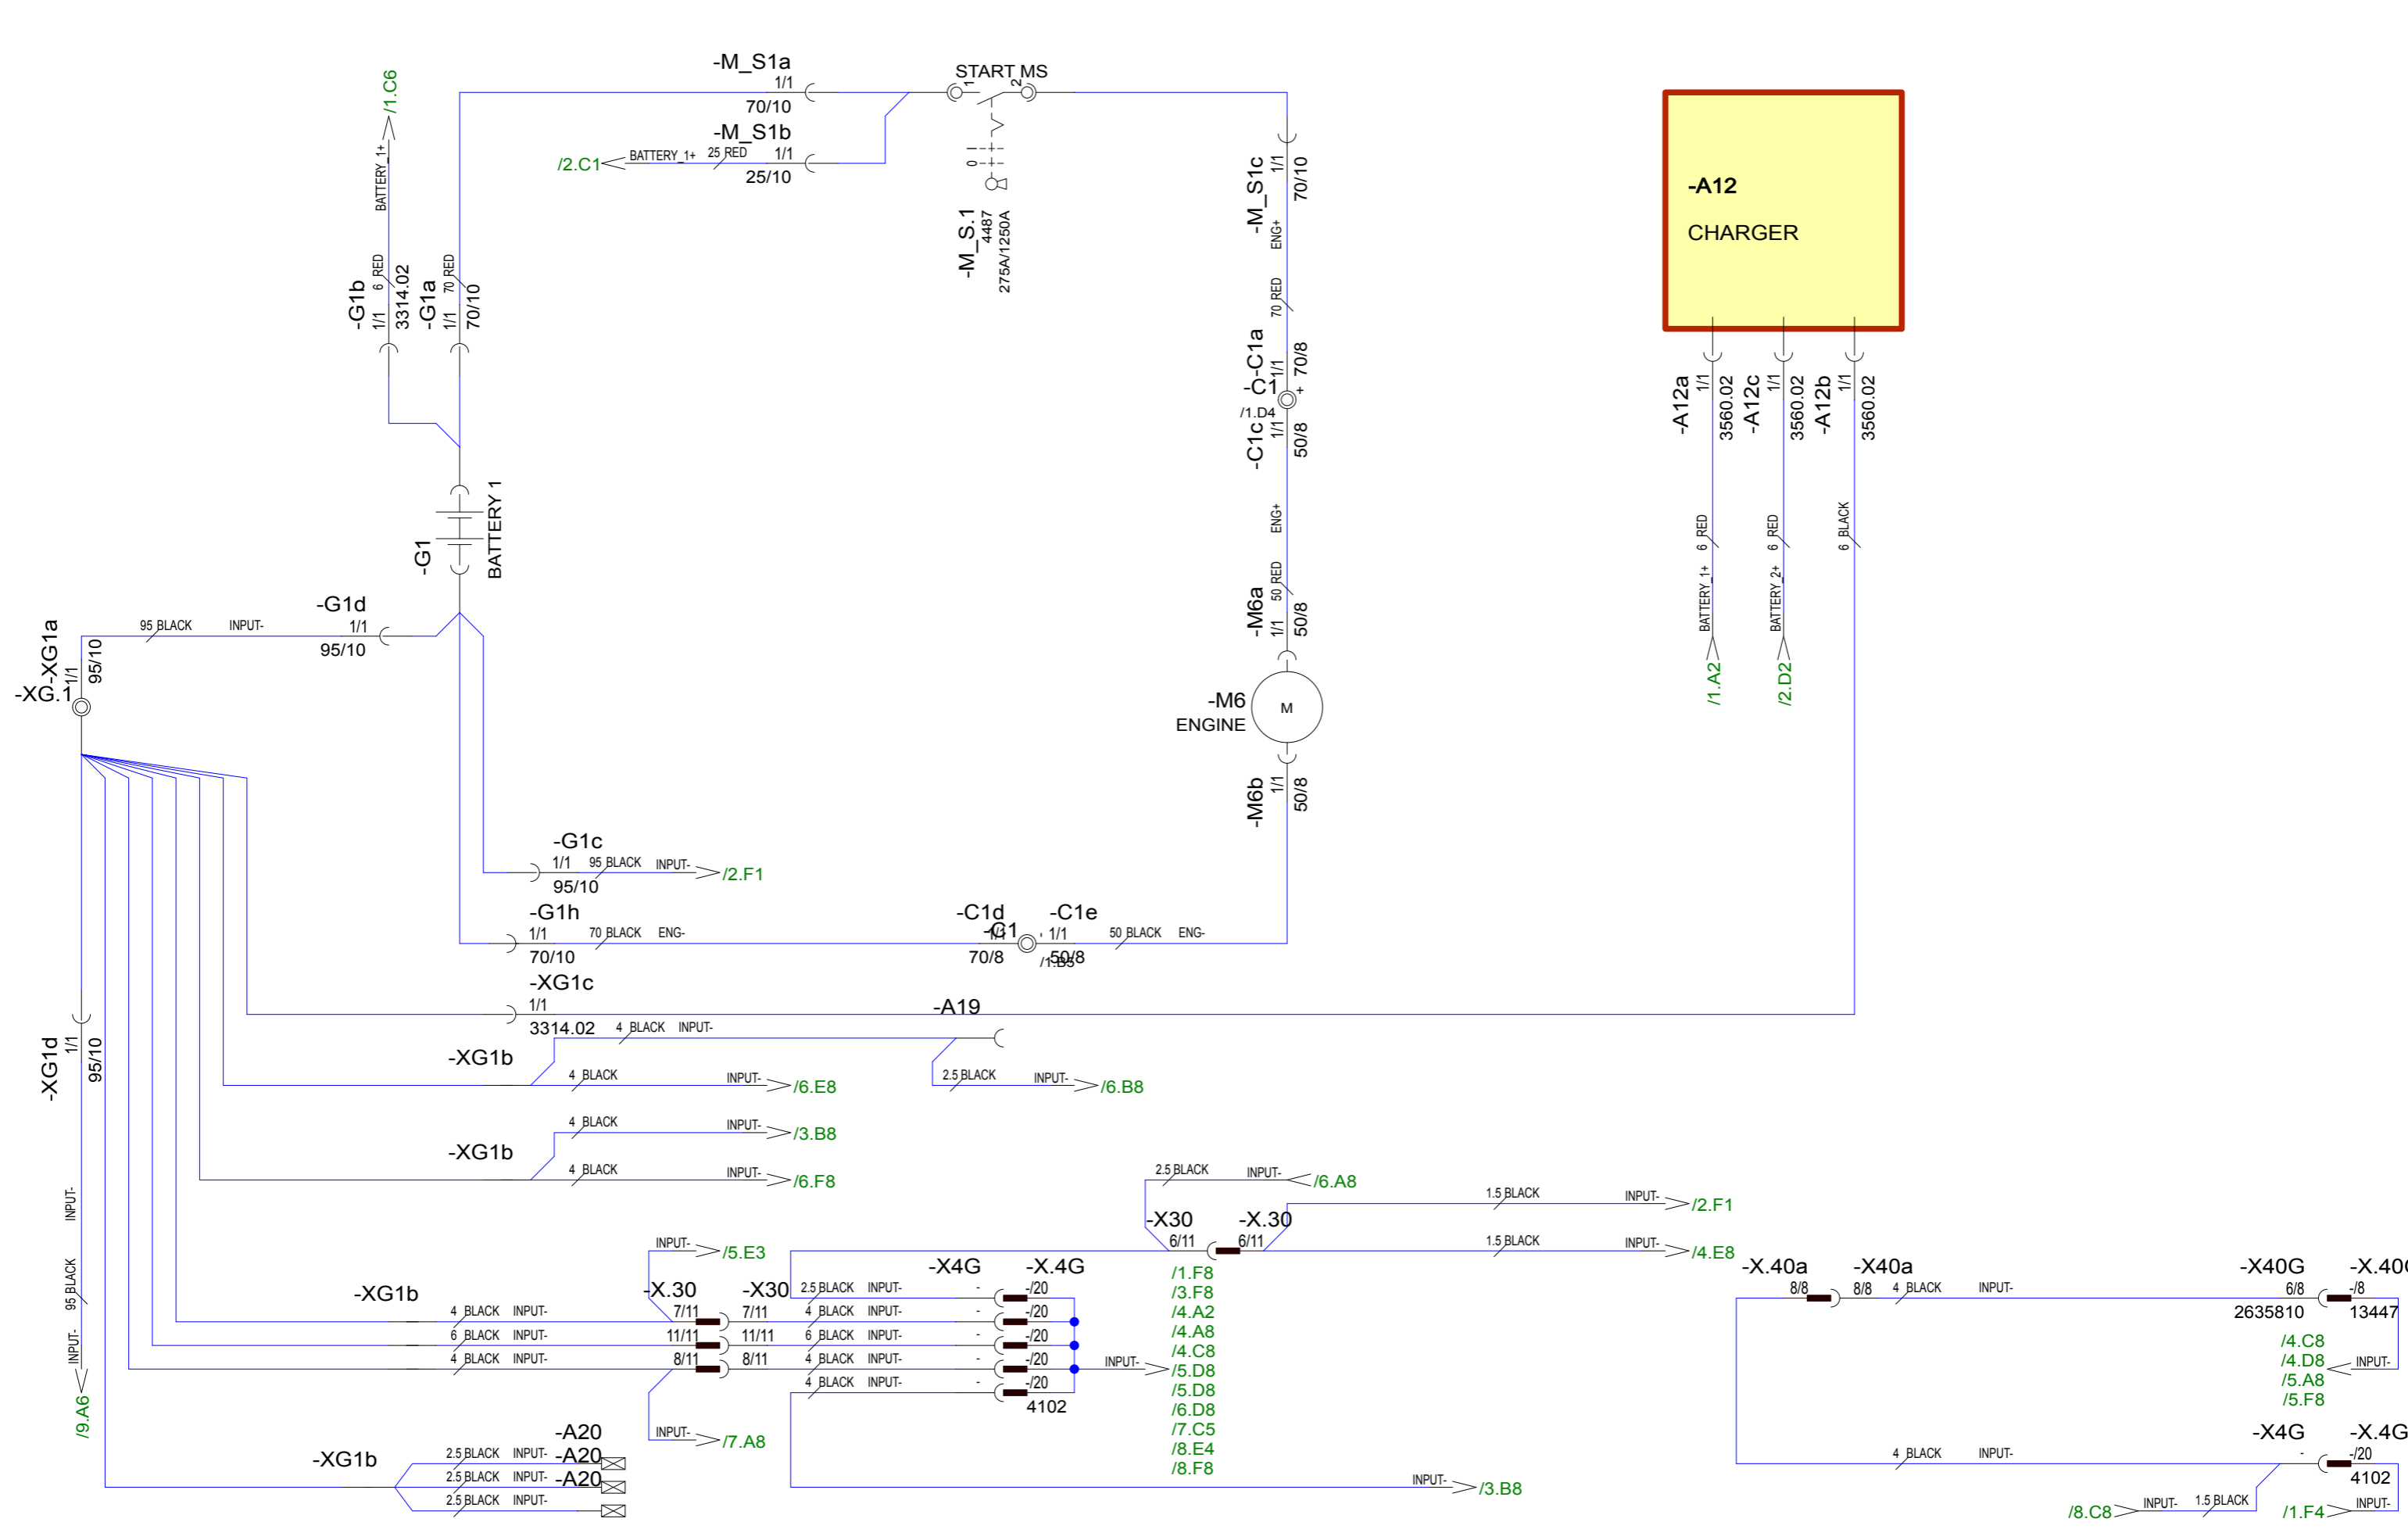 -M_S1a
1/1
70/10
START MS
1
2
-M_S1b
BATTERY_1+
25 RED
1/1
25/10
/2.C1
/1.C6
BATTERY_1+
6 RED
-G1b
1/1
3314.02
70 RED
-G1a
1/1
70/10
0
1
-M_S.1
4487
275A/1250A
-M_S1c
1/1
70/10
ENG+
70 RED
-C1a
1/1
70/8
-C1
+
/1.D4
-C1c
1/1
50/8
ENG+
50 RED
-M6a
1/1
50/8
-M6
ENGINE
M
-M6b
1/1
50/8
-A12
CHARGER
-A12a
1/1
3560.02
-A12c
1/1
3560.02
-A12b
1/1
3560.02
6 RED
6 RED
6 BLACK
BATTERY_1+
BATTERY_2+
/1.A2
/2.D2
-G1
BATTERY 1
-G1d
95 BLACK
INPUT-
1/1
95/10
-XG1a
1/1
95/10
-XG.1
-G1c
1/1
95 BLACK
INPUT-
/2.F1
95/10
-G1h
1/1
70 BLACK
ENG-
70/10
-C1d
-C1
1/1
70/8
-C1e
-
1/1
50/8
/1.B5
50 BLACK
ENG-
-XG1c
1/1
3314.02
-A19
4 BLACK
INPUT-
-XG1b
4 BLACK
INPUT-
/6.E8
2.5 BLACK
INPUT-
/6.B8
4 BLACK
INPUT-
/3.B8
-XG1b
4 BLACK
INPUT-
/6.F8
-XG1d
1/1
95/10
INPUT-
95 BLACK
INPUT-
/9.A6
2.5 BLACK
INPUT-
/6.A8
1.5 BLACK
INPUT-
/2.F1
-X30
-X.30
6/11
6/11
1.5 BLACK
INPUT-
/4.E8
INPUT-
/5.E3
-XG1b
-X.30
-X30
-X4G
-X.4G
2.5 BLACK
INPUT-
-
-/20
4 BLACK
INPUT-
7/11
7/11
4 BLACK
INPUT-
-
-/20
6 BLACK
INPUT-
11/11
11/11
6 BLACK
INPUT-
-
-/20
4 BLACK
INPUT-
8/11
8/11
4 BLACK
INPUT-
-
-/20
INPUT-
4 BLACK
INPUT-
-
-/20
4102
/1.F8
/3.F8
/4.A2
/4.A8
/4.C8
/5.D8
/5.D8
/6.D8
/7.C5
/8.E4
/8.F8
INPUT-
/7.A8
INPUT-
/3.B8
-XG1b
-A20
2.5 BLACK
INPUT-
-A20
2.5 BLACK
INPUT-
-A20
2.5 BLACK
INPUT-
-X.40a
-X40a
8/8
8/8
4 BLACK
INPUT-
-X40G
6/8
2635810
-X.40G
-/8
13447
/4.C8
/4.D8
/5.A8
/5.F8
INPUT-
-X4G
-X.4G
4 BLACK
INPUT-
-
-/20
4102
/8.C8
INPUT-
1.5 BLACK
/1.F4
INPUT-